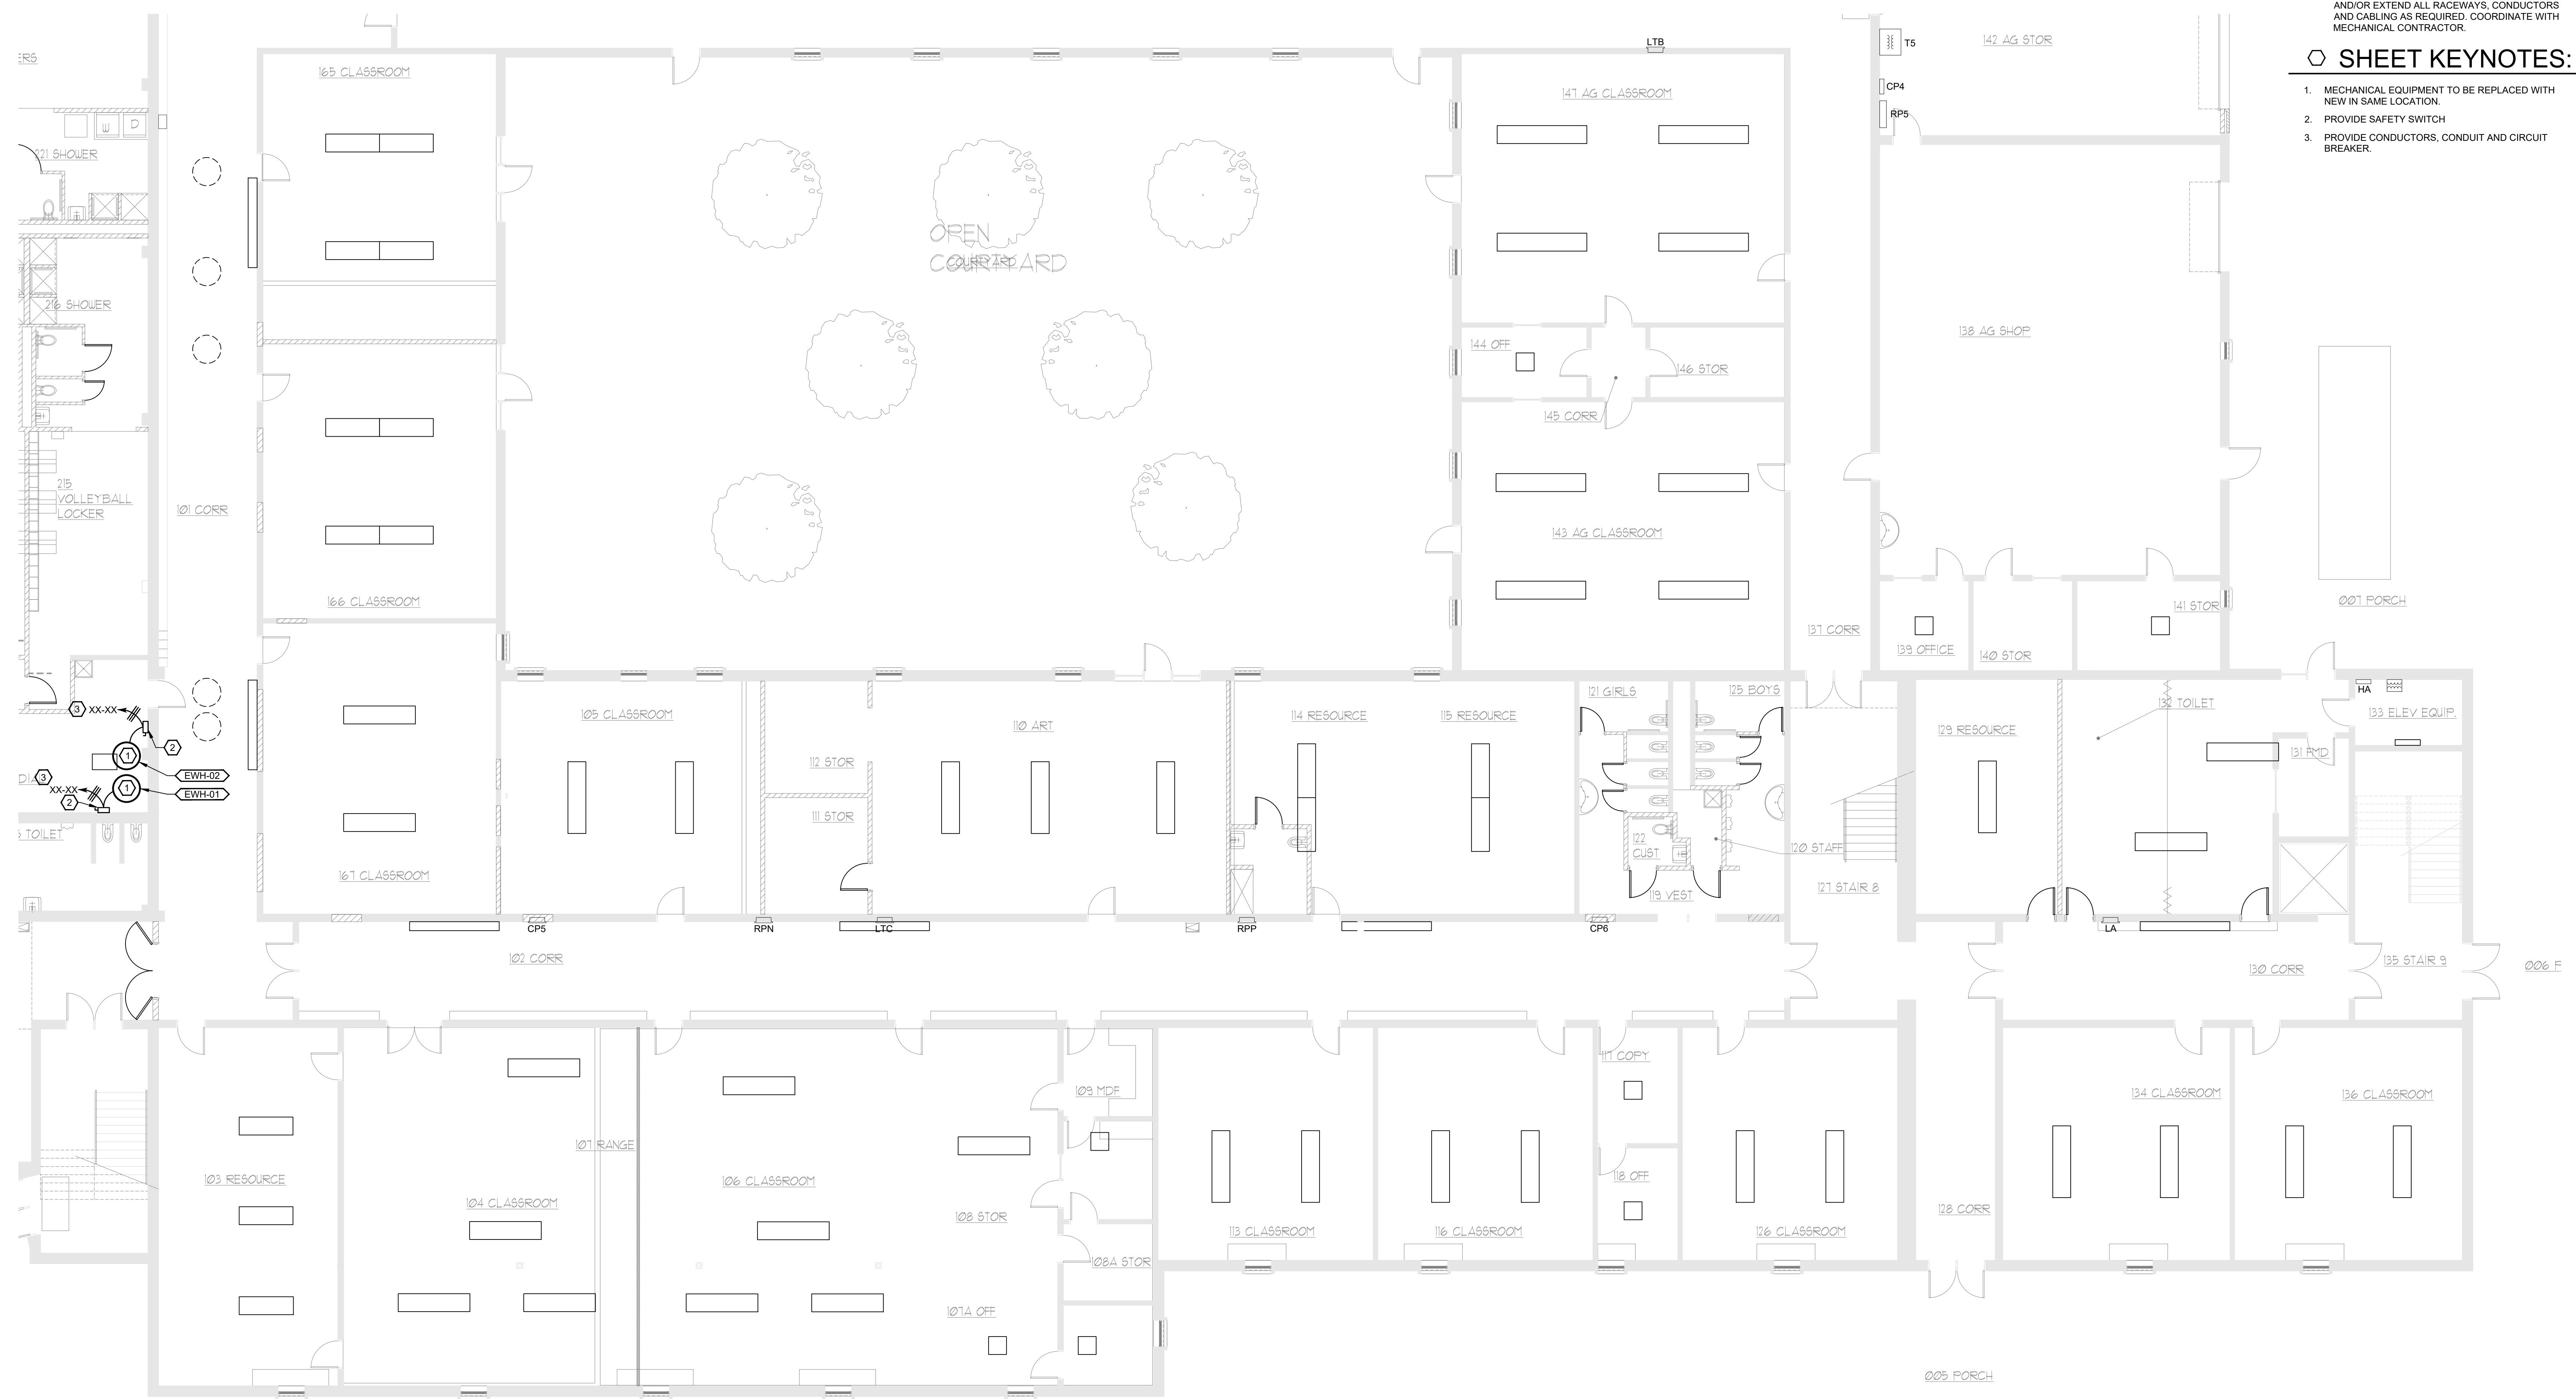 AND/OR EXTEND ALL RACEWAYS, CONDUCTORS
AND CABLING AS REQUIRED. COORDINATE WITH
MECHANICAL CONTRACTOR.
SHEET KEYNOTES:
1. MECHANICAL EQUIPMENT TO BE REPLACED WITH
NEW IN SAME LOCATION.
2. PROVIDE SAFETY SWITCH
3. PROVIDE CONDUCTORS, CONDUIT AND CIRCUIT
BREAKER.
LTB
T5
142 AG STOR
CP4
RP5
165 CLASSROOM
147 AG CLASSROOM
W D
221 SHOWER
OPEN
COURTYARD
216 SHOWER
138 AG SHOP
144 OFF
146 STOR
145 CORR
215
VOLLEYBALL
LOCKER
101 CORR
143 AG CLASSROOM
166 CLASSROOM
007 PORCH
141 STOR
137 CORR
139 OFFICE
140 STOR
3 XX-XX
2
1
EWH-02
3
XX-XX
1
EWH-01
2
TOILET
105 CLASSROOM
110 ART
114 RESOURCE
115 RESOURCE
121 GIRLS
125 BOYS
132 TOILET
HA
133 ELEV EQUIP.
129 RESOURCE
131 FMD
112 STOR
111 STOR
122
CUST
120 STAFF
167 CLASSROOM
119 VEST
127 STAIR 8
CP5
RPN
LTC
RPP
CP6
LA
102 CORR
130 CORR
135 STAIR 9
006 F
117 COPY
109 MDF
134 CLASSROOM
136 CLASSROOM
107 RANGE
103 RESOURCE
104 CLASSROOM
106 CLASSROOM
118 OFF
108 STOR
113 CLASSROOM
116 CLASSROOM
126 CLASSROOM
128 CORR
108A STOR
107A OFF
005 PORCH